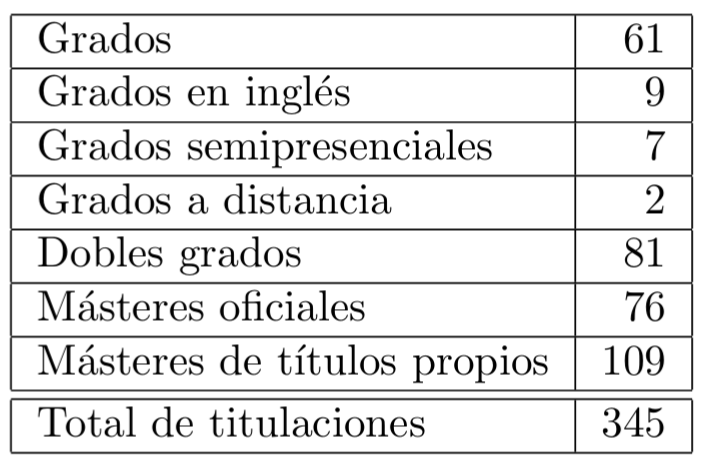 Grados 61
Grados en inglés 9
Grados semipresenciales 7
Grados a distancia 2
Dobles grados 81
Másteres oficiales 76
Másteres de títulos propios 109
Total de titulaciones 345